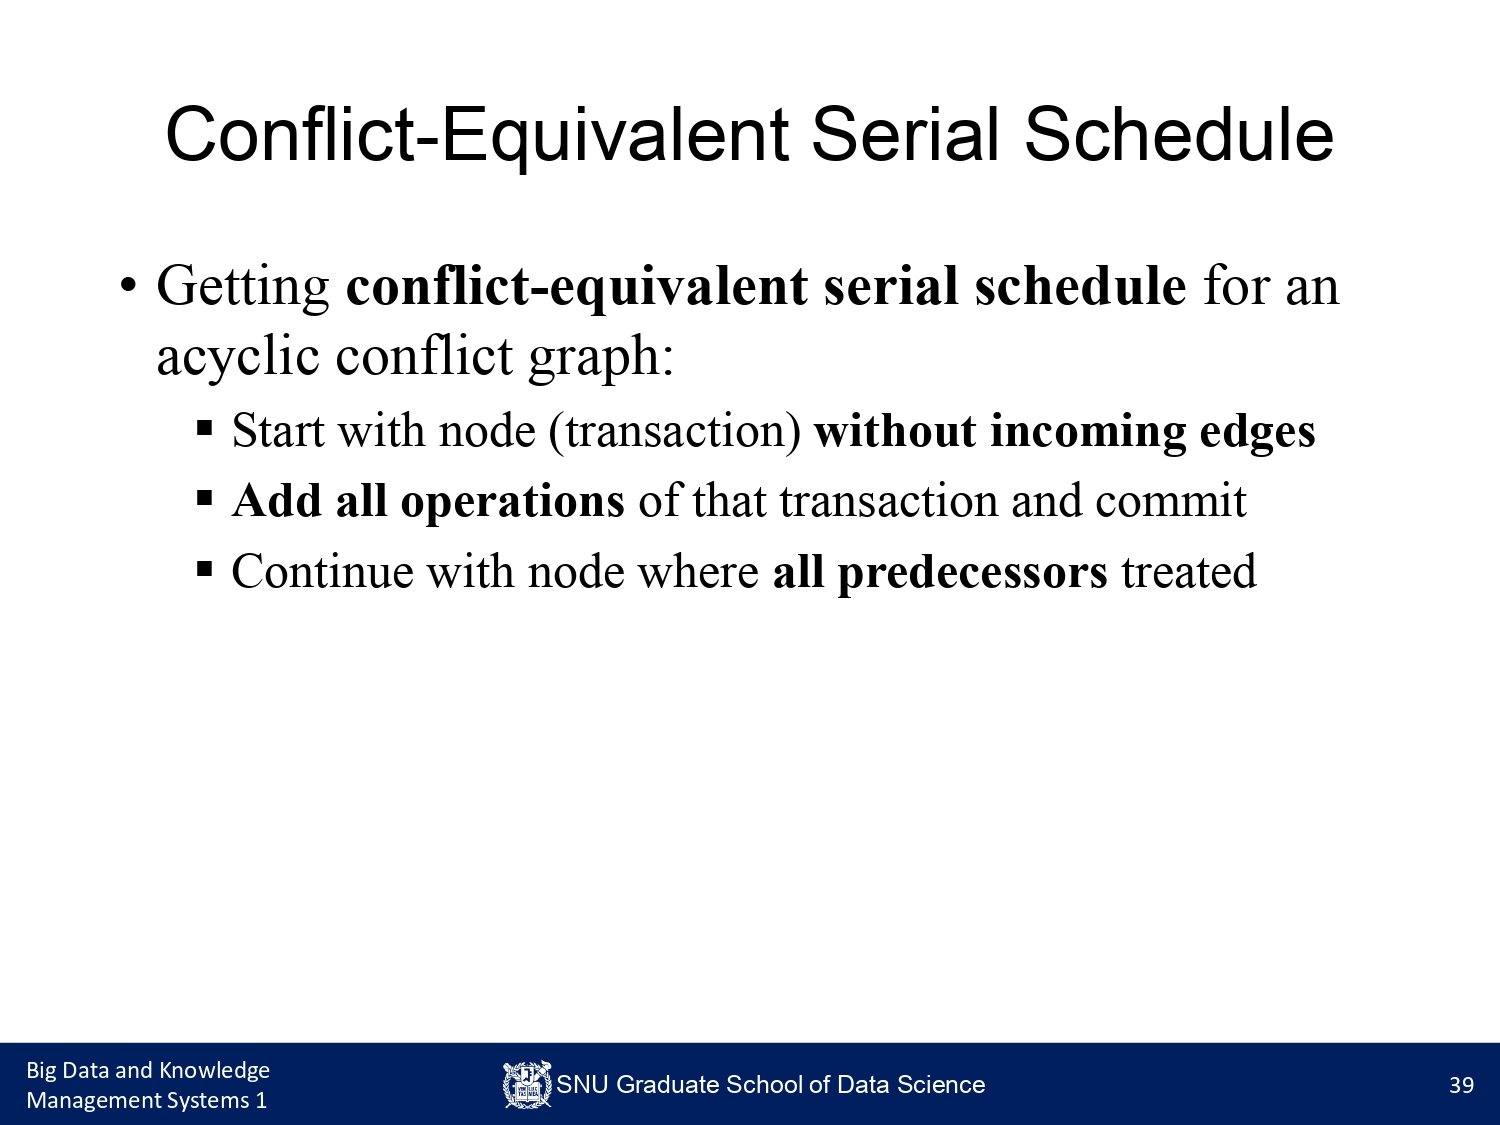 Conflict-Equivalent Serial Schedule
• Getting conflict-equivalent serial schedule for an
acyclic conflict graph:
▪ Start with node (transaction) without incoming edges
▪ Add all operations of that transaction and commit
▪ Continue with node where all predecessors treated
Big Data and Knowledge
Management Systems 1
SNU Graduate School of Data Science
39